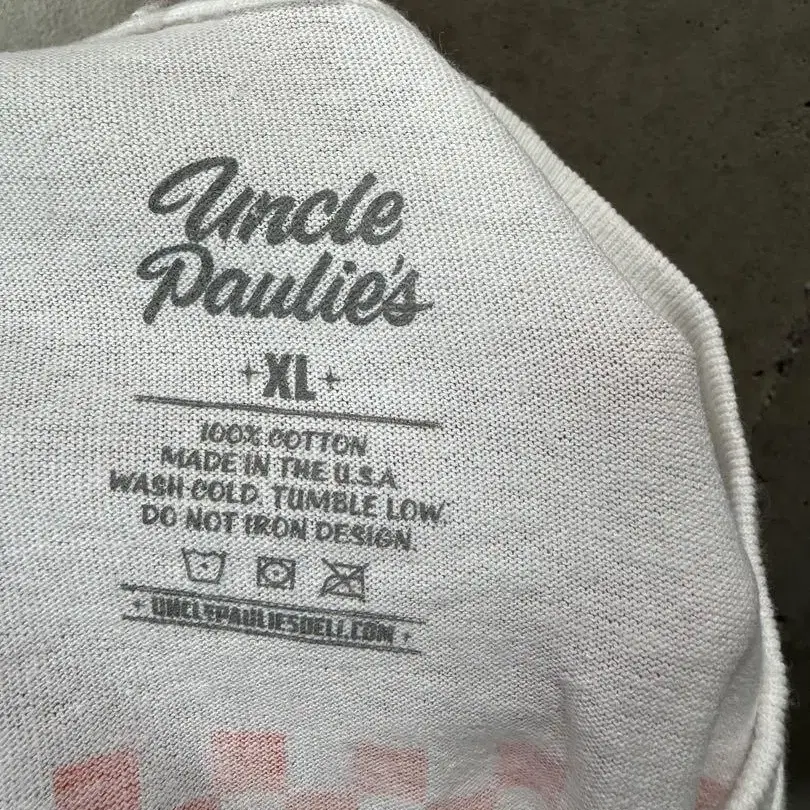 Uncle
Paulie's
XL
100% COTTON
MADE IN THE U.S.A.
WASH COLD. TUMBLE LOW.
DO NOT IRON DESIGN.
UNCLEPAULIESDELI.COM